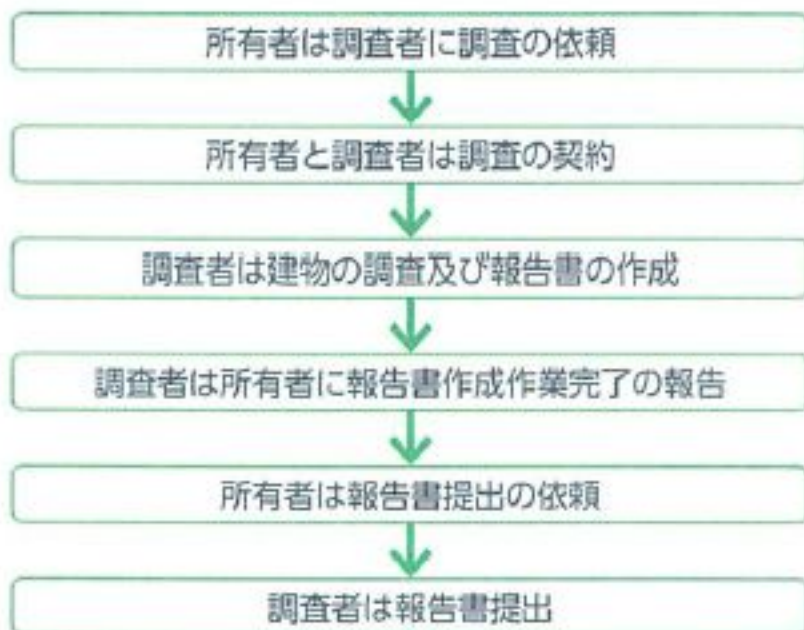 所有者は調査者に調査の依頼
所有者と調査者は調査の契約
調査者は建物の調査及び報告書の作成
調査者は所有者に報告書作成作業完了の報告
所有者は報告書提出の依頼
調査者は報告書提出